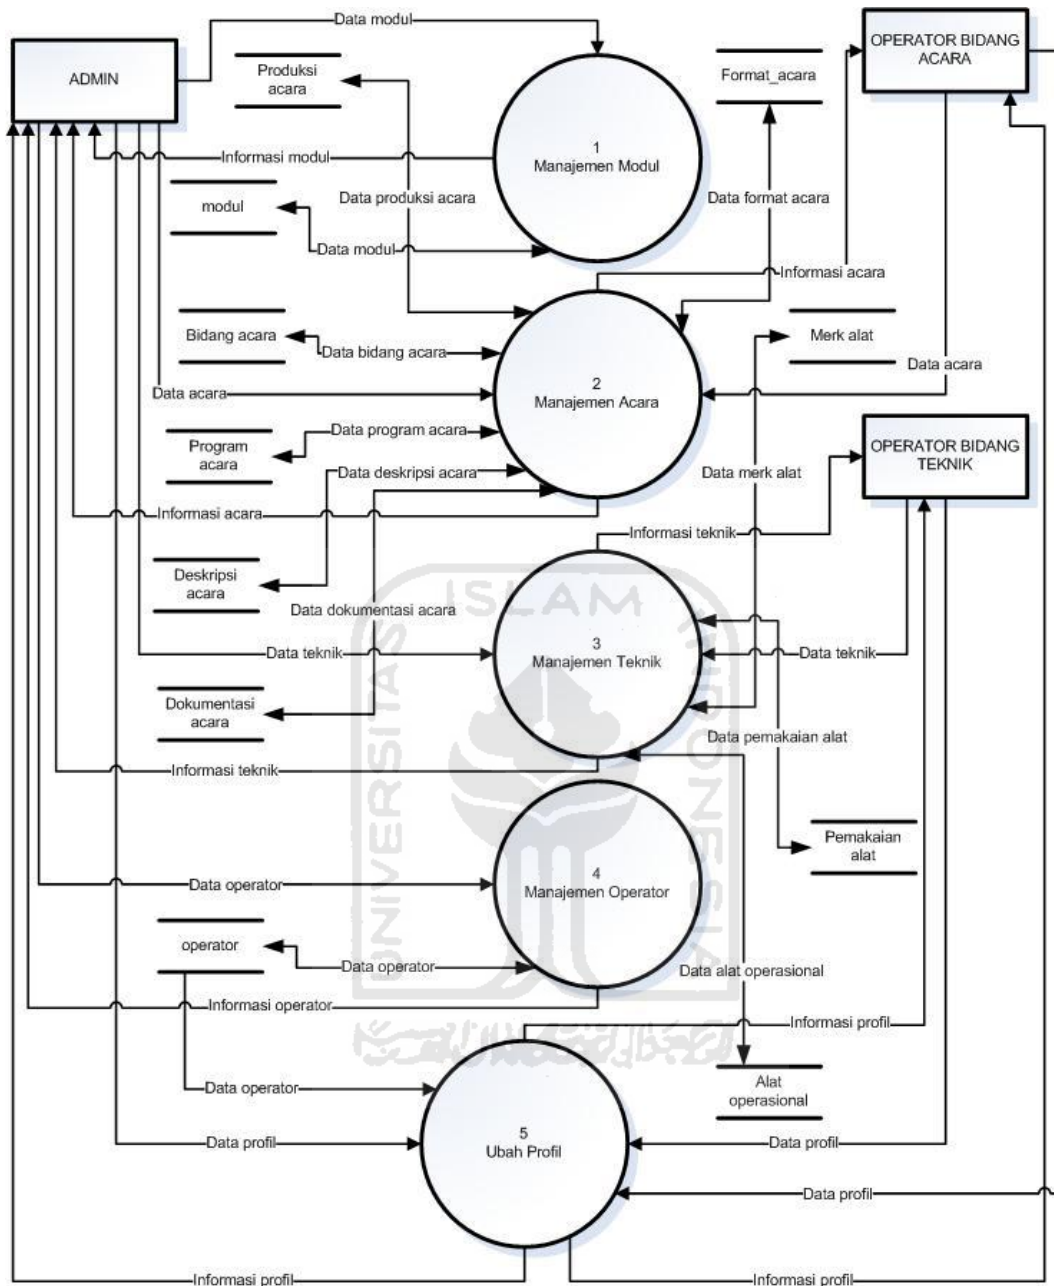 Data modul
ADMIN
Produksi
acara
Format_acara
OPERATOR BIDANG
ACARA
1
Manajemen Modul
Informasi modul
modul
Data produksi acara
Data format acara
Data modul
Informasi acara
Bidang acara
Data bidang acara
Merk alat
2
Manajemen Acara
Data acara
Data acara
Program
acara
Data program acara
Data deskripsi acara
OPERATOR BIDANG
TEKNIK
Data merk alat
Informasi acara
Informasi teknik
Deskripsi
acara
Data dokumentasi acara
ISLAM
UNIVERSITAS
INDONESIA
3
Manajemen Teknik
Data teknik
Data teknik
Dokumentasi
acara
Data pemakaian alat
Informasi teknik
Pemakaian
alat
4
Manajemen Operator
Data operator
operator
Data operator
Data alat operasional
Informasi operator
Informasi profil
Alat
operasional
Data operator
5
Ubah Profil
Data profil
Data profil
Data profil
Informasi profil
Informasi profil